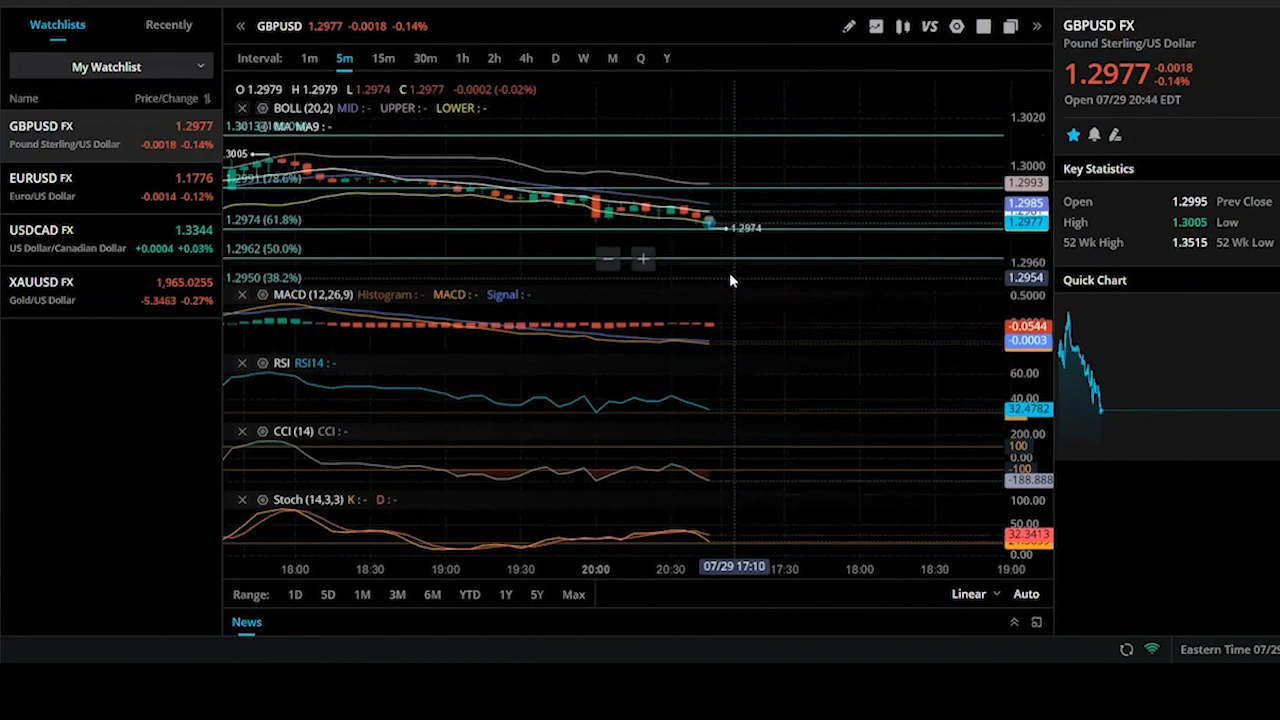 Watchlists Recently
My Watchlist
Name Price/Change
GBPUSD FX 1.2977
Pound Sterling/US Dollar -0.0018 -0.14%
EURUSD FX 1.1776
Euro/US Dollar -0.0014 -0.12%
USDCAD FX 1.3344
US Dollar/Canadian Dollar +0.0004 +0.03%
XAUUSD FX 1,965.0255
Gold/US Dollar -5.3463 -0.27%
GBPUSD 1.2977 -0.0018 -0.14% VS
Interval: 1m 5m 15m 30m 1h 2h 4h D W M Q Y
O 1.2979 H 1.2979 L 1.2974 C 1.2977 -0.0002 (-0.02%)
BOLL (20,2) MID : - UPPER : - LOWER : -
MA9 : -
1.3020
1.3000
1.2993
1.2985
1.2977
1.2974 (61.8%)
1.2974
1.2962 (50.0%)
1.2960
1.2950 (38.2%)
1.2954
MACD (12,26,9) Histogram : - MACD : - Signal : -
0.5000
-0.0544
-0.0003
RSI RSI14 : -
60.00
40.00
32.4782
CCI (14) CCI : -
200.00
100
0.00
-100
-188.888
Stoch (14,3,3) K : - D : -
100.00
50.00
32.3413
0.00
18:00 18:30 19:00 19:30 20:00 20:30 07/29 17:10 17:30 18:00 18:30 19:00
Range: 1D 5D 1M 3M 6M YTD 1Y 5Y Max Linear Auto
News
GBPUSD FX
Pound Sterling/US Dollar
1.2977 -0.0018
-0.14%
Open 07/29 20:44 EDT
Key Statistics
Open 1.2995 Prev Close
High 1.3005 Low
52 Wk High 1.3515 52 Wk Low
Quick Chart
Eastern Time 07/29